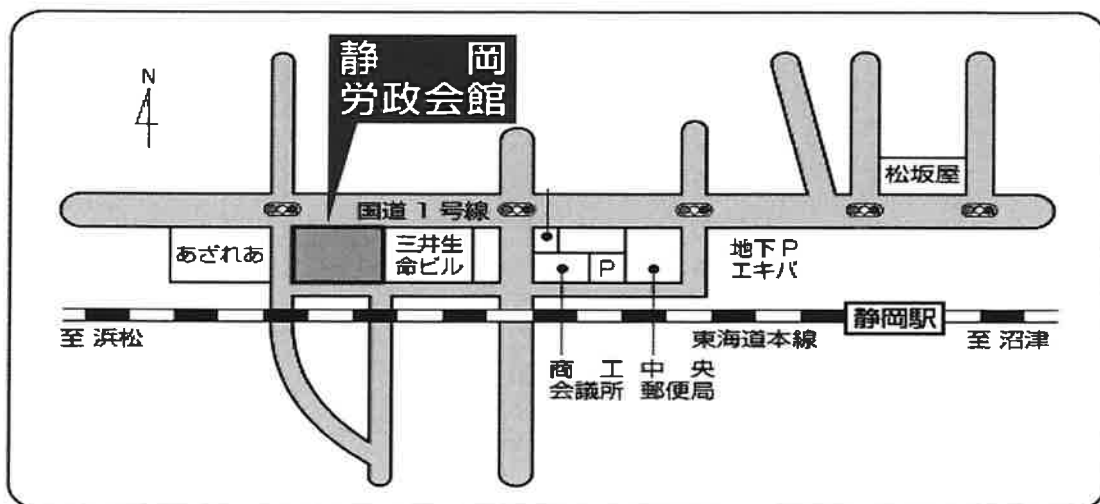 N
静岡
労政会館
松坂屋
国道1号線
あざれあ
三井生
命ビル
P
地下P
エキパ
至 浜松
東海道本線
静岡駅
至 沼津
商工
会議所
中央
郵便局